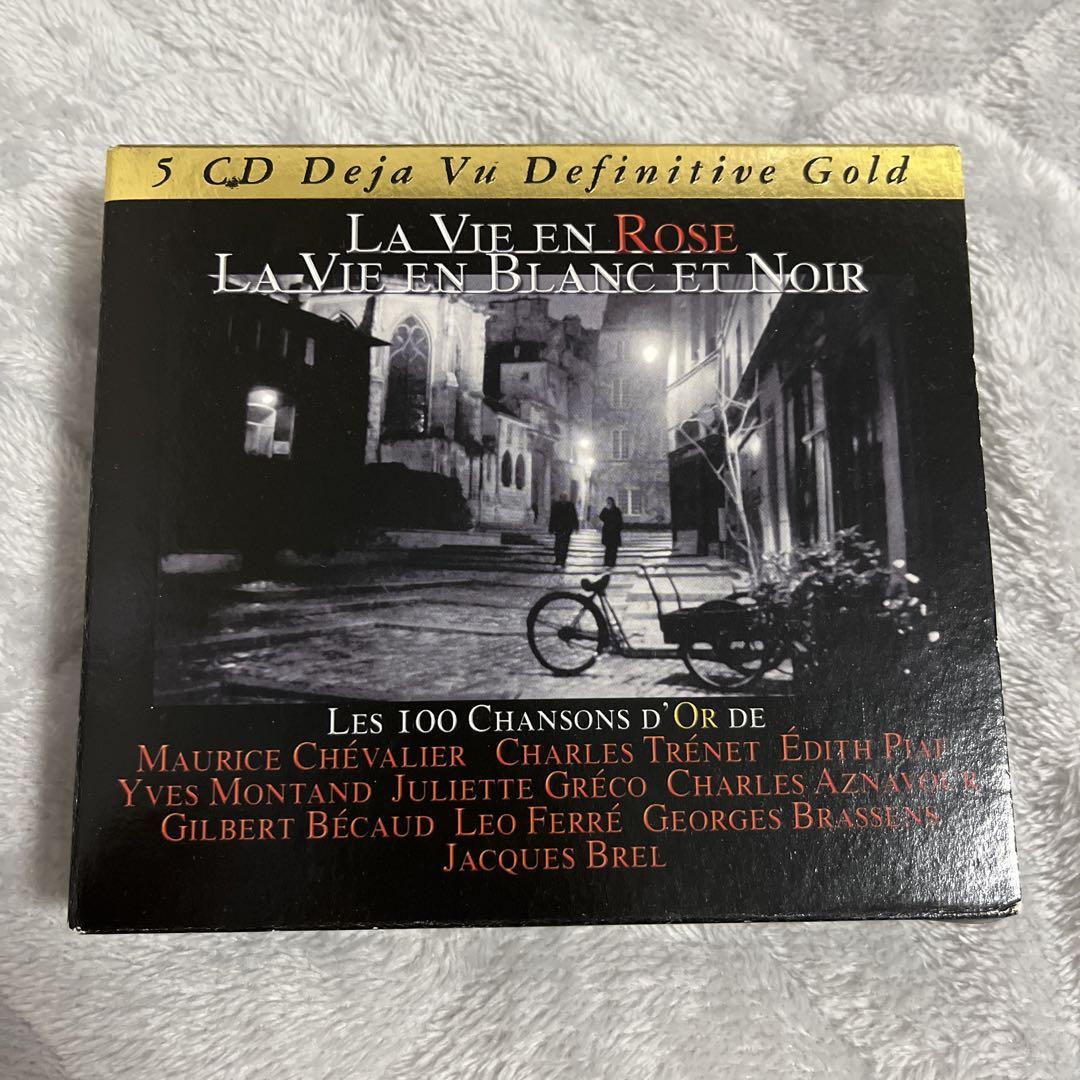 5 CD Deja Vu Definitive Gold
LA VIE EN ROSE
LA VIE EN BLANC ET NOIR
LES 100 CHANSONS D'OR DE
MAURICE CHÉVALIER CHARLES TRÉNET ÉDITH PIAF
YVES MONTAND JULIETTE GRÉCO CHARLES AZNAVOUR
GILBERT BÉCAUD LEO FERRÉ GEORGES BRASSENS
JACQUES BREL